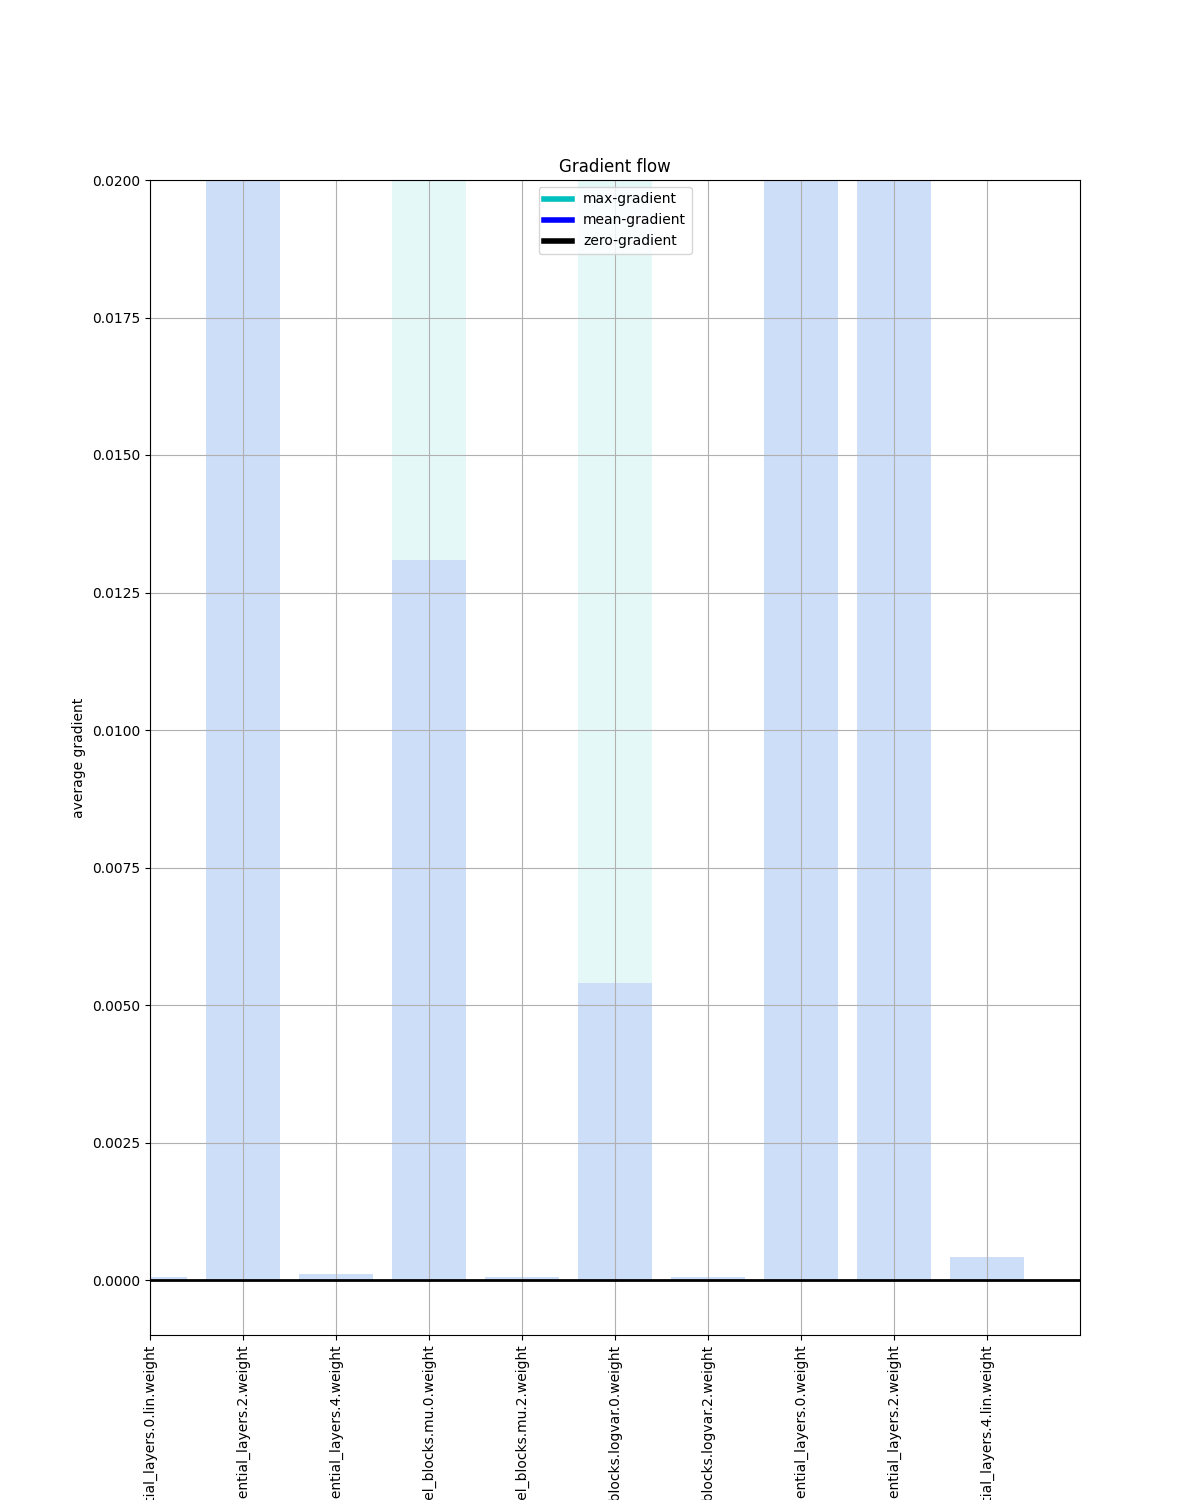 Gradient flow
max-gradient
mean-gradient
zero-gradient
0.0200
0.0175
0.0150
0.0125
0.0100
0.0075
0.0050
0.0025
0.0000
average gradient
tial_layers.0.lin.weight
ential_layers.2.weight
ential_layers.4.weight
el_blocks.mu.0.weight
el_blocks.mu.2.weight
blocks.logvar.0.weight
blocks.logvar.2.weight
ential_layers.0.weight
ential_layers.2.weight
tial_layers.4.lin.weight